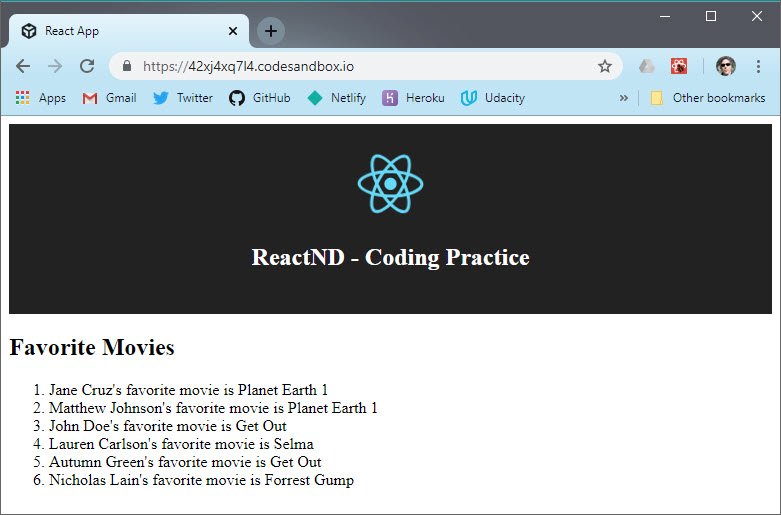 React App
https://42xj4xq7l4.codesandbox.io
Apps Gmail Twitter GitHub Netlify Heroku Udacity » Other bookmarks
ReactND - Coding Practice
Favorite Movies
1. Jane Cruz's favorite movie is Planet Earth 1
2. Matthew Johnson's favorite movie is Planet Earth 1
3. John Doe's favorite movie is Get Out
4. Lauren Carlson's favorite movie is Selma
5. Autumn Green's favorite movie is Get Out
6. Nicholas Lain's favorite movie is Forrest Gump